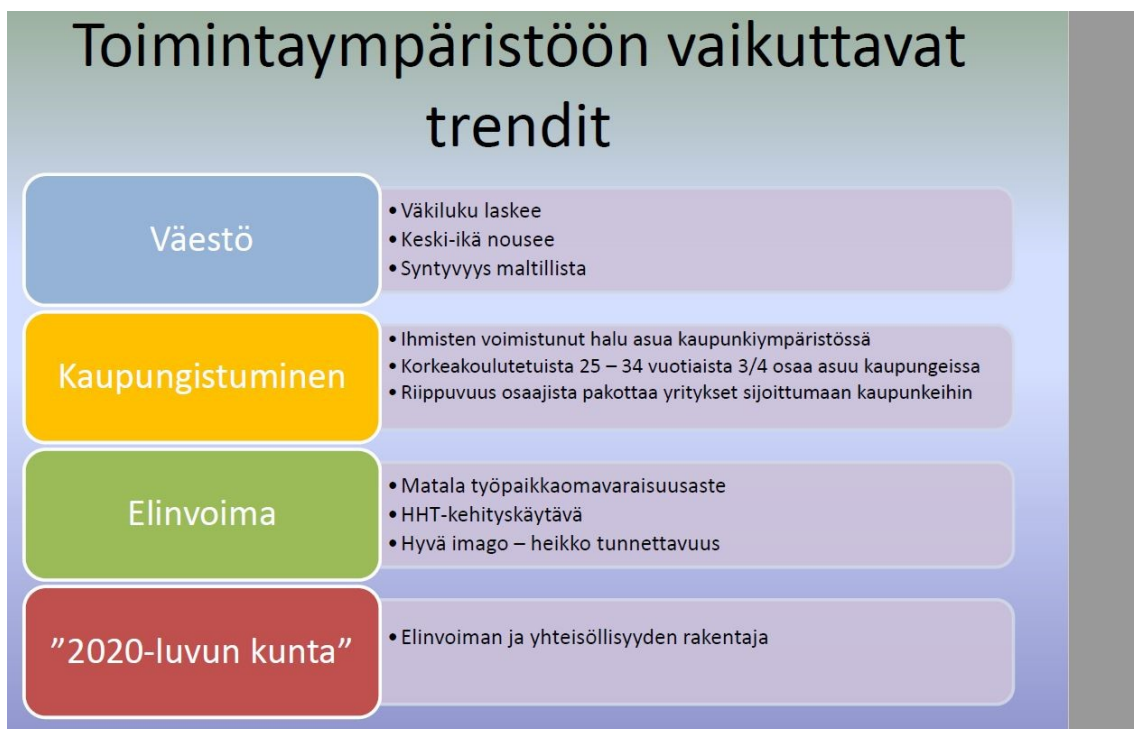 Toimintaympäristöön vaikuttavat
trendit
Väestö
• Väkiluku laskee
• Keski-ikä nousee
• Syntyvyys maltillista
Kaupungistuminen
• Ihmisten voimistunut halu asua kaupunkiympäristössä
• Korkeakoulutetuista 25 – 34 vuotiaista 3/4 osaa asuu kaupungeissa
• Riippuvuus osaajista pakottaa yritykset sijoittumaan kaupunkeihin
Elinvoima
• Matala työpaikkaomavaraisuusaste
• HHT-kehityskäytävä
• Hyvä imago – heikko tunnettavuus
”2020-luvun kunta”
• Elinvoiman ja yhteisöllisyyden rakentaja